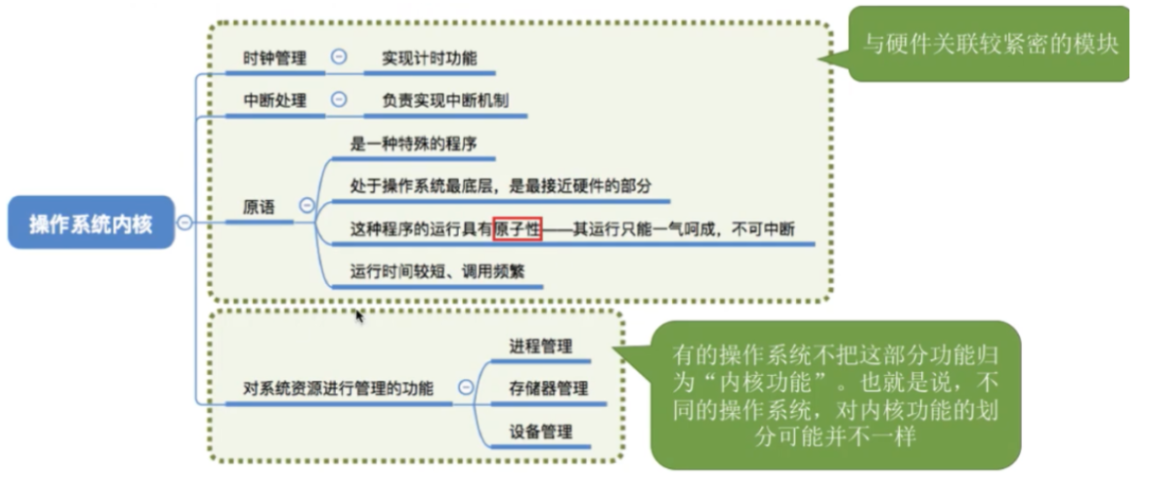 与硬件关联较紧密的模块
时钟管理
实现计时功能
中断处理
负责实现中断机制
是一种特殊的程序
处于操作系统最底层，是最接近硬件的部分
原语
这种程序的运行具有原子性——其运行只能一气呵成，不可中断
运行时间较短、调用频繁
操作系统内核
进程管理
对系统资源进行管理的功能
存储器管理
设备管理
有的操作系统不把这部分功能归
为“内核功能”。也就是说，不
同的操作系统，对内核功能的划
分可能并不一样